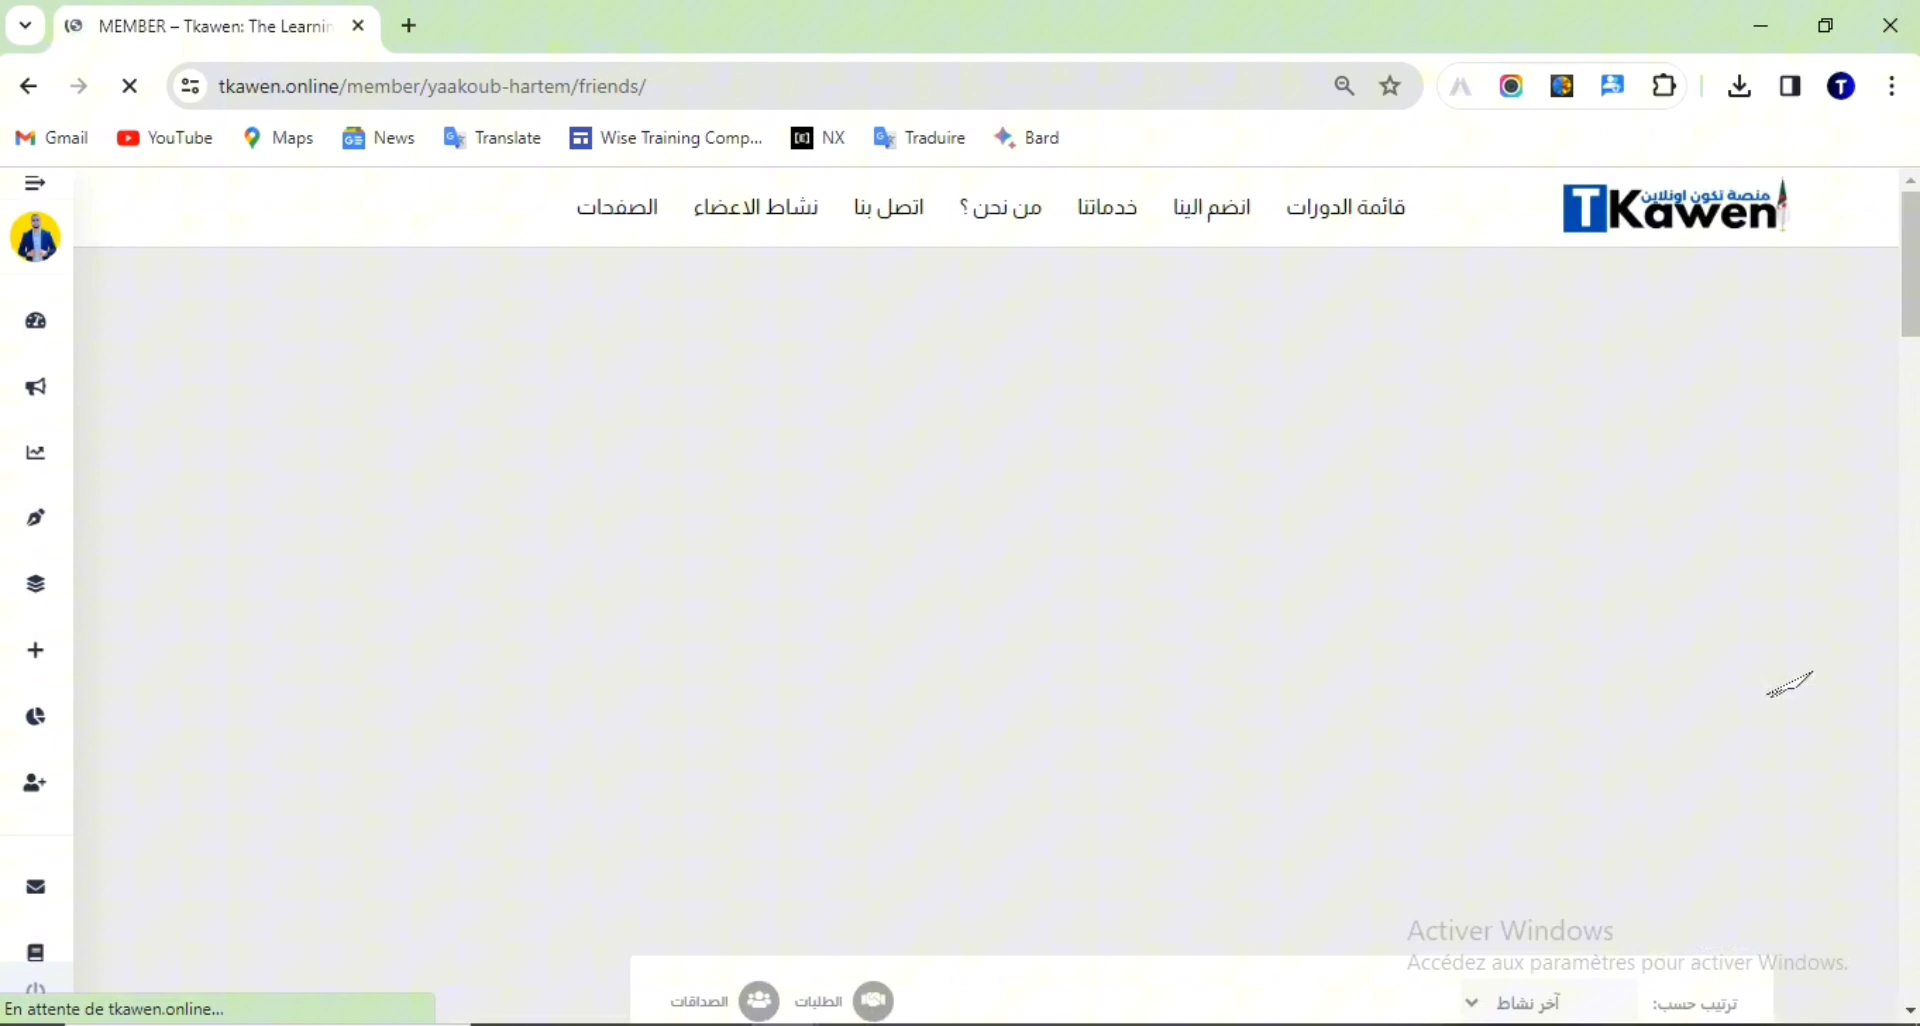 MEMBER – Tkawen: The Learnin
tkawen.online/member/yaakoub-hartem/friends/
T
Gmail
YouTube
Maps
News
Translate
Wise Training Comp...
NX
Traduire
Bard
منصة تكون اونلاين
TKawen
قائمة الدورات
انضم الينا
خدماتنا
من نحن ؟
اتصل بنا
نشاط الاعضاء
الصفحات
Activer Windows
Accédez aux paramètres pour activer Windows.
ترتيب حسب:
آخر نشاط
الطلبات
الصداقات
En attente de tkawen.online...